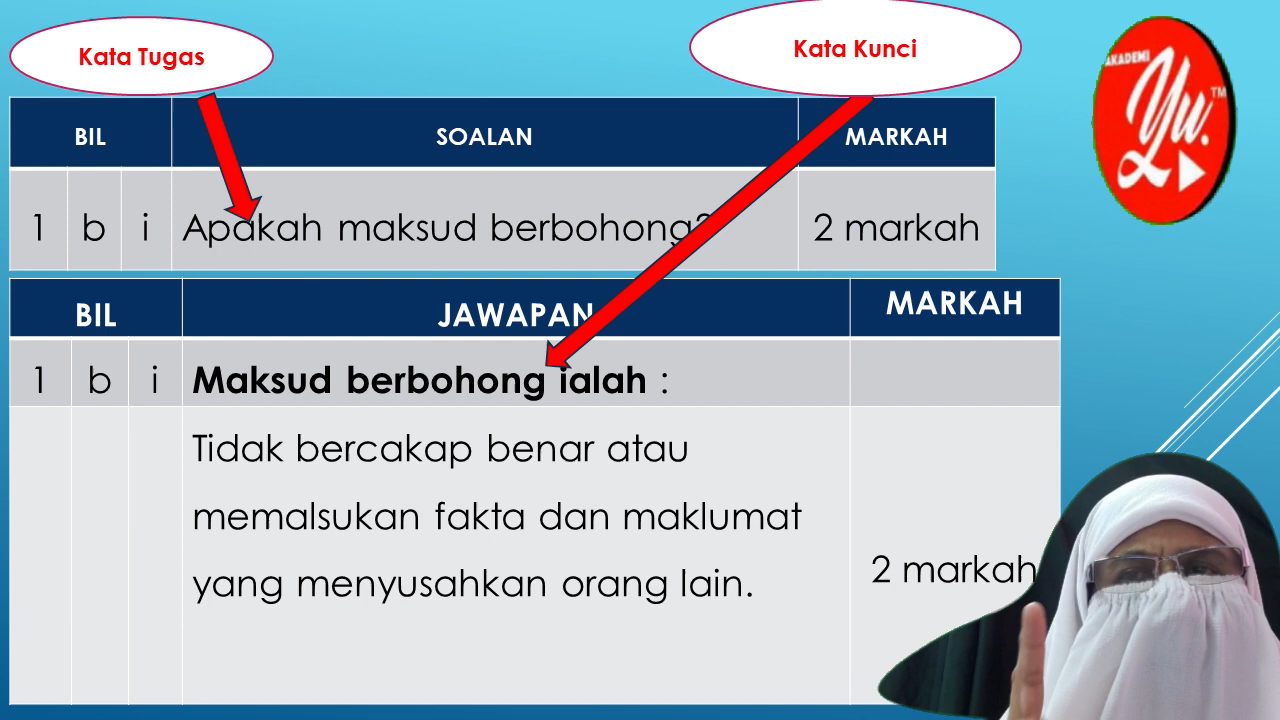 Kata Tugas
Kata Kunci
AKADEMI
Yu.
TM
BIL SOALAN MARKAH
1 b i Apakah maksud berbohong? 2 markah
BIL JAWAPAN MARKAH
1 b i Maksud berbohong ialah :
Tidak bercakap benar atau
memalsukan fakta dan maklumat
yang menyusahkan orang lain.
2 markah